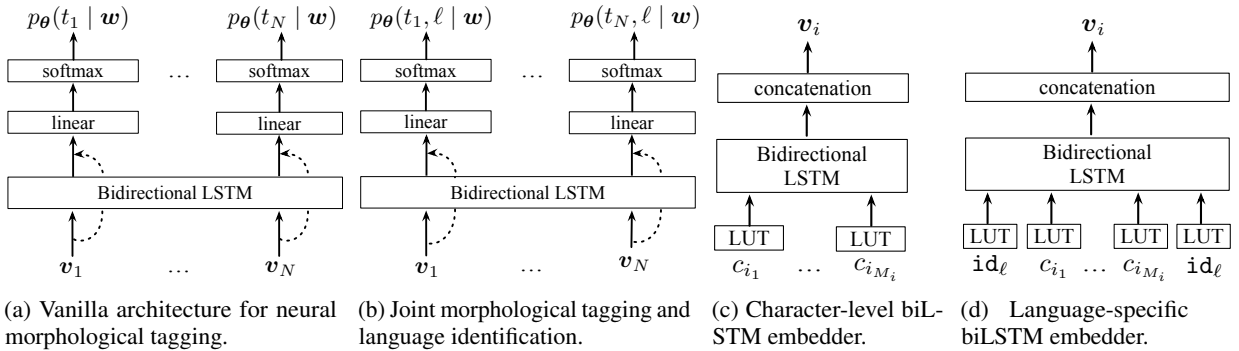 pθ(t1 | w) pθ(tN | w) pθ(t1, ℓ | w) pθ(tN, ℓ | w) vi vi
softmax ... softmax softmax ... softmax concatenation concatenation
linear linear linear linear Bidirectional LSTM Bidirectional LSTM
Bidirectional LSTM Bidirectional LSTM
LUT LUT LUT LUT LUT LUT
v1 ... vN v1 ... vN ci1 ... ciMi idℓ ci1 ... ciMi idℓ
(a) Vanilla architecture for neural
morphological tagging.
(b) Joint morphological tagging and
language identification.
(c) Character-level biL-
STM embedder.
(d) Language-specific
biLSTM embedder.